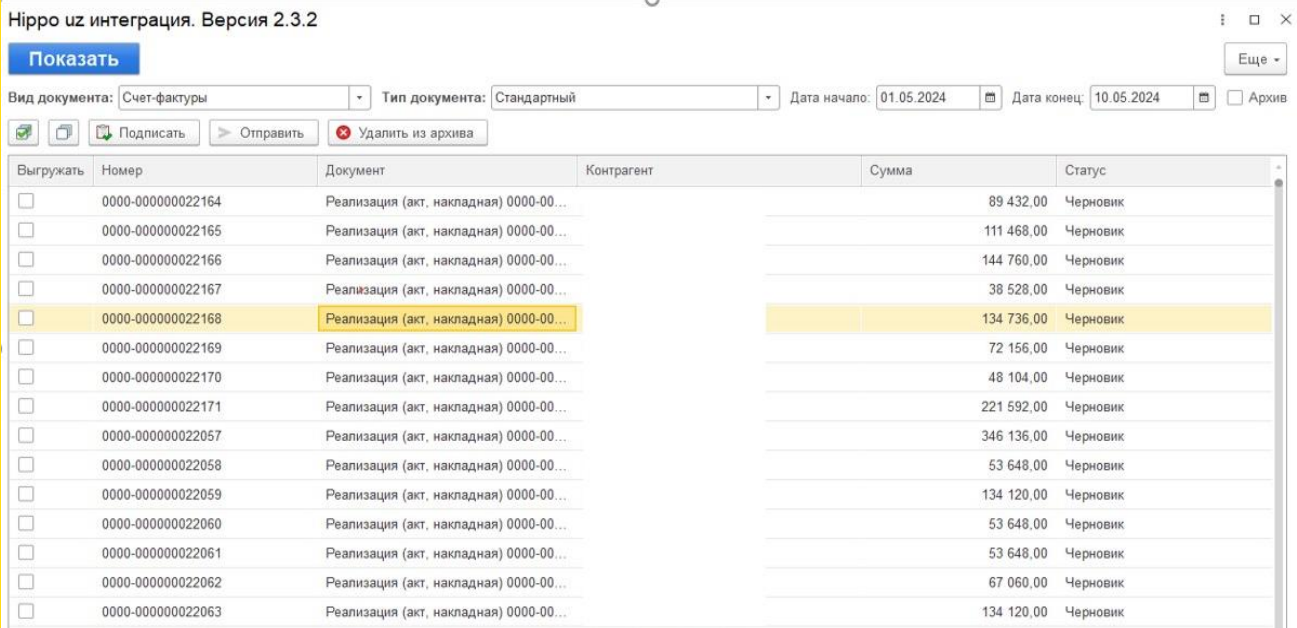 Hippo uz интеграция. Версия 2.3.2
Показать Еще
Вид документа: Счет-фактуры Тип документа: Стандартный Дата начало: 01.05.2024 Дата конец: 10.05.2024 Архив
Подписать Отправить Удалить из архива
Выгружать Номер Документ Контрагент Сумма Статус
0000-000000022164 Реализация (акт, накладная) 0000-00... 89 432,00 Черновик
0000-000000022165 Реализация (акт, накладная) 0000-00... 111 468,00 Черновик
0000-000000022166 Реализация (акт, накладная) 0000-00... 144 760,00 Черновик
0000-000000022167 Реализация (акт, накладная) 0000-00... 38 528,00 Черновик
0000-000000022168 Реализация (акт, накладная) 0000-00... 134 736,00 Черновик
0000-000000022169 Реализация (акт, накладная) 0000-00... 72 156,00 Черновик
0000-000000022170 Реализация (акт, накладная) 0000-00... 48 104,00 Черновик
0000-000000022171 Реализация (акт, накладная) 0000-00... 221 592,00 Черновик
0000-000000022057 Реализация (акт, накладная) 0000-00... 346 136,00 Черновик
0000-000000022058 Реализация (акт, накладная) 0000-00... 53 648,00 Черновик
0000-000000022059 Реализация (акт, накладная) 0000-00... 134 120,00 Черновик
0000-000000022060 Реализация (акт, накладная) 0000-00... 53 648,00 Черновик
0000-000000022061 Реализация (акт, накладная) 0000-00... 53 648,00 Черновик
0000-000000022062 Реализация (акт, накладная) 0000-00... 67 060,00 Черновик
0000-000000022063 Реализация (акт, накладная) 0000-00... 134 120,00 Черновик